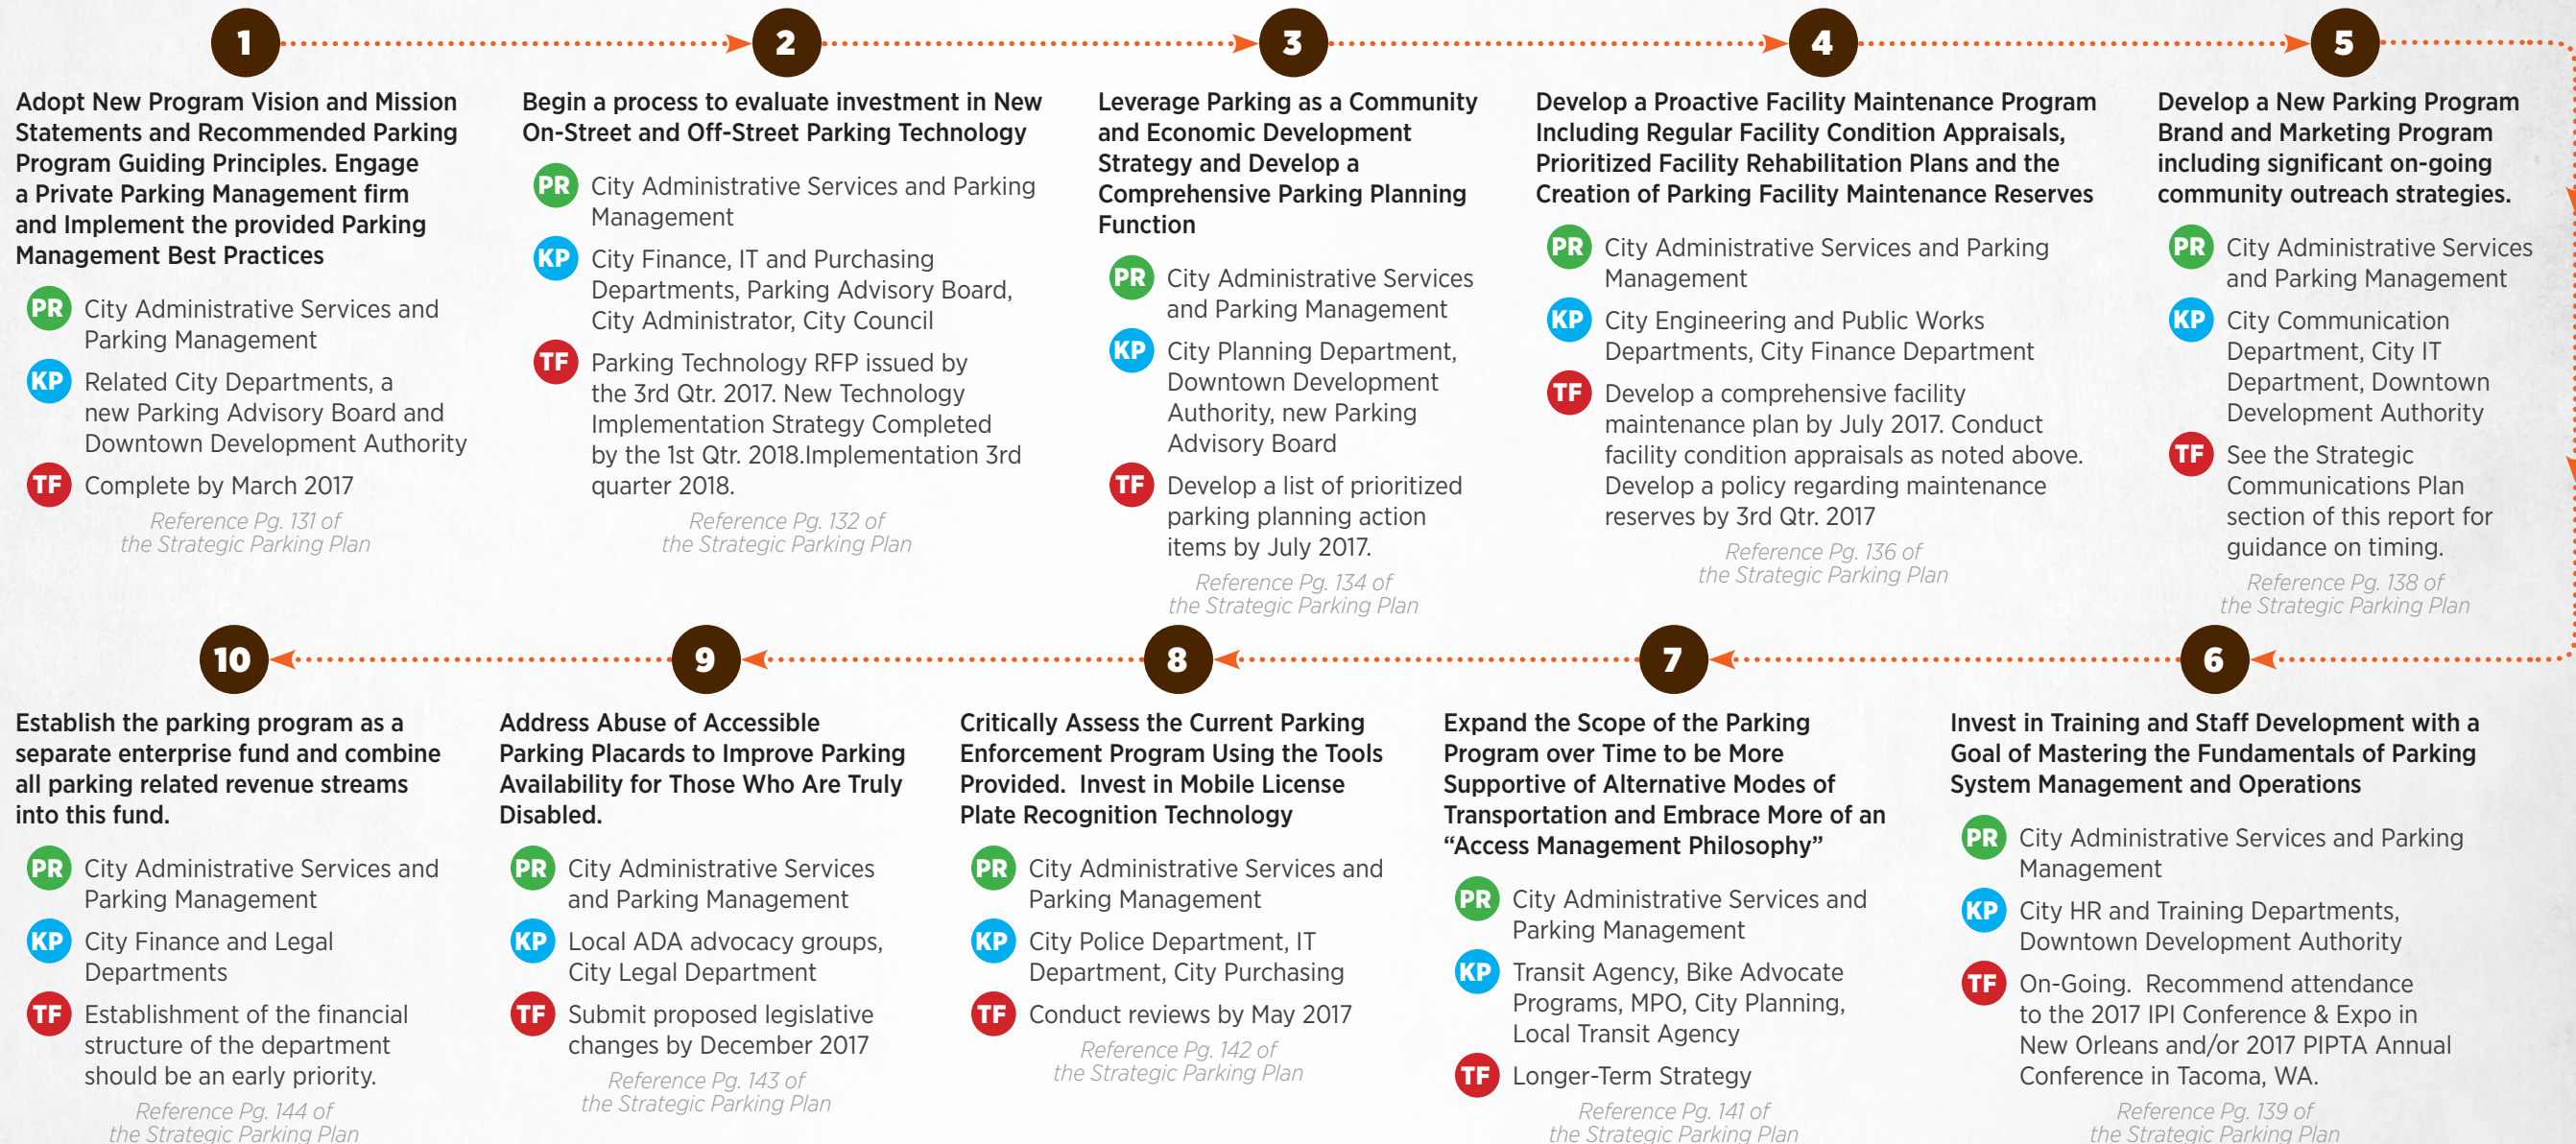 1
Adopt New Program Vision and Mission
Statements and Recommended Parking
Program Guiding Principles. Engage
a Private Parking Management firm
and Implement the provided Parking
Management Best Practices
PR City Administrative Services and
Parking Management
KP Related City Departments, a
new Parking Advisory Board and
Downtown Development Authority
TF Complete by March 2017
Reference Pg. 131 of
the Strategic Parking Plan
2
Begin a process to evaluate investment in New
On-Street and Off-Street Parking Technology
PR City Administrative Services and Parking
Management
KP City Finance, IT and Purchasing
Departments, Parking Advisory Board,
City Administrator, City Council
TF Parking Technology RFP issued by
the 3rd Qtr. 2017. New Technology
Implementation Strategy Completed
by the 1st Qtr. 2018.Implementation 3rd
quarter 2018.
Reference Pg. 132 of
the Strategic Parking Plan
3
Leverage Parking as a Community
and Economic Development
Strategy and Develop a
Comprehensive Parking Planning
Function
PR City Administrative Services
and Parking Management
KP City Planning Department,
Downtown Development
Authority, new Parking
Advisory Board
TF Develop a list of prioritized
parking planning action
items by July 2017.
Reference Pg. 134 of
the Strategic Parking Plan
4
Develop a Proactive Facility Maintenance Program
Including Regular Facility Condition Appraisals,
Prioritized Facility Rehabilitation Plans and the
Creation of Parking Facility Maintenance Reserves
PR City Administrative Services and Parking
Management
KP City Engineering and Public Works
Departments, City Finance Department
TF Develop a comprehensive facility
maintenance plan by July 2017. Conduct
facility condition appraisals as noted above.
Develop a policy regarding maintenance
reserves by 3rd Qtr. 2017
Reference Pg. 136 of
the Strategic Parking Plan
5
Develop a New Parking Program
Brand and Marketing Program
including significant on-going
community outreach strategies.
PR City Administrative Services
and Parking Management
KP City Communication
Department, City IT
Department, Downtown
Development Authority
TF See the Strategic
Communications Plan
section of this report for
guidance on timing.
Reference Pg. 138 of
the Strategic Parking Plan
6
Invest in Training and Staff Development with a
Goal of Mastering the Fundamentals of Parking
System Management and Operations
PR City Administrative Services and Parking
Management
KP City HR and Training Departments,
Downtown Development Authority
TF On-Going. Recommend attendance
to the 2017 IPI Conference & Expo in
New Orleans and/or 2017 PIPTA Annual
Conference in Tacoma, WA.
Reference Pg. 139 of
the Strategic Parking Plan
7
Expand the Scope of the Parking
Program over Time to be More
Supportive of Alternative Modes of
Transportation and Embrace More of an
“Access Management Philosophy”
PR City Administrative Services and
Parking Management
KP Transit Agency, Bike Advocate
Programs, MPO, City Planning,
Local Transit Agency
TF Longer-Term Strategy
Reference Pg. 141 of
the Strategic Parking Plan
8
Critically Assess the Current Parking
Enforcement Program Using the Tools
Provided. Invest in Mobile License
Plate Recognition Technology
PR City Administrative Services and
Parking Management
KP City Police Department, IT
Department, City Purchasing
TF Conduct reviews by May 2017
Reference Pg. 142 of
the Strategic Parking Plan
9
Address Abuse of Accessible
Parking Placards to Improve Parking
Availability for Those Who Are Truly
Disabled.
PR City Administrative Services
and Parking Management
KP Local ADA advocacy groups,
City Legal Department
TF Submit proposed legislative
changes by December 2017
Reference Pg. 143 of
the Strategic Parking Plan
10
Establish the parking program as a
separate enterprise fund and combine
all parking related revenue streams
into this fund.
PR City Administrative Services and
Parking Management
KP City Finance and Legal
Departments
TF Establishment of the financial
structure of the department
should be an early priority.
Reference Pg. 144 of
the Strategic Parking Plan